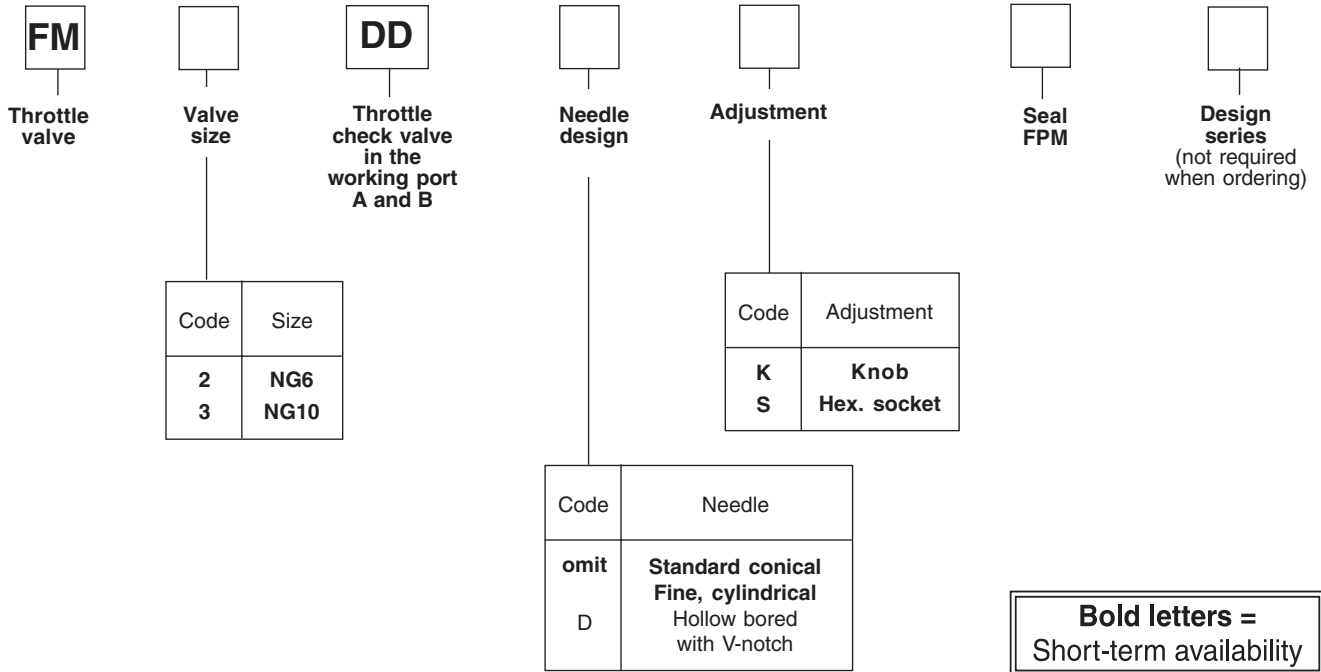 FM
DD
Throttle
valve
Valve
size
Throttle
check valve
in the
working port
A and B
Needle
design
Adjustment
Seal
FPM
Design
series
(not required
when ordering)
Code Size
2 NG6
3 NG10
Code Adjustment
K Knob
S Hex. socket
Code Needle
omit Standard conical
Fine, cylindrical
D Hollow bored
with V-notch
Bold letters =
Short-term availability